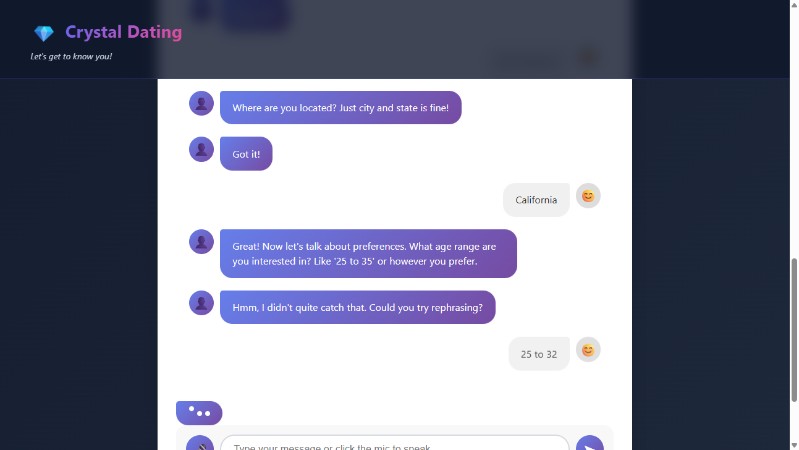 Crystal Dating
Let's get to know you!
Where are you located? Just city and state is fine!
Got it!
California
Great! Now let's talk about preferences. What age range are
you interested in? Like '25 to 35' or however you prefer.
Hmm, I didn't quite catch that. Could you try rephrasing?
25 to 32
Type your message or click the mic to speak